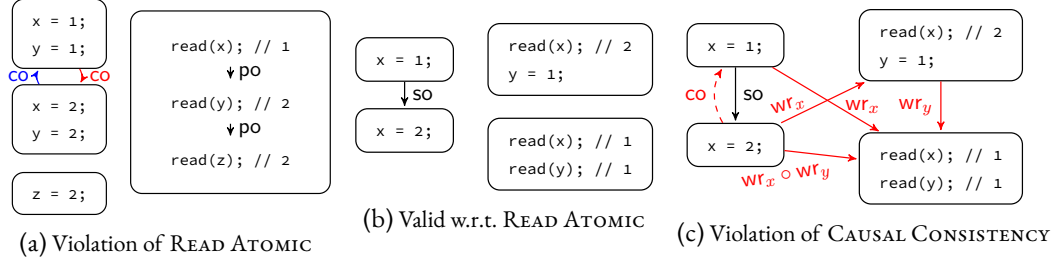 x = 1;
y = 1;
co
co
x = 2;
y = 2;
z = 2;
read(x); // 1
po
read(y); // 2
po
read(z); // 2
(a) Violation of READ ATOMIC
x = 1;
so
x = 2;
read(x); // 2
y = 1;
read(x); // 1
read(y); // 1
(b) Valid w.r.t. READ ATOMIC
x = 1;
co
so
x = 2;
wrₓ
wrₓ
wr_y
wrₓ ∘ wr_y
read(x); // 2
y = 1;
read(x); // 1
read(y); // 1
(c) Violation of CAUSAL CONSISTENCY